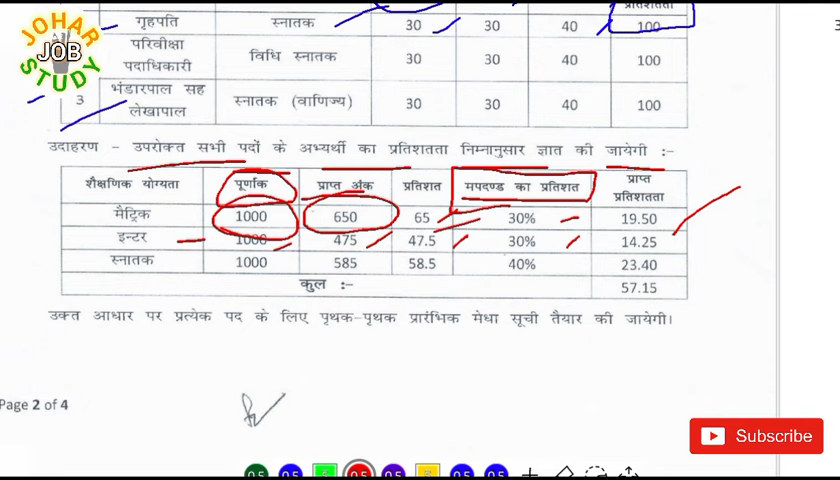 प्रतिशतता
गृहपति स्नातक 30 30 40 100
परिवीक्षा पदाधिकारी विधि स्नातक 30 30 40 100
3 भंडारपाल सह लेखापाल स्नातक (वाणिज्य) 30 30 40 100
उदाहरण – उपरोक्त सभी पदों के अभ्यर्थी का प्रतिशतता निम्नानुसार ज्ञात की जायेगी :-
शैक्षणिक योग्यता पूर्णांक प्राप्त अंक प्रतिशत मपदण्ड का प्रतिशत प्राप्त प्रतिशतता
मैट्रिक 1000 650 65 30% 19.50
इन्टर 1000 475 47.5 30% 14.25
स्नातक 1000 585 58.5 40% 23.40
कुल :- 57.15
उक्त आधार पर प्रत्येक पद के लिए पृथक-पृथक प्रारंभिक मेधा सूची तैयार की जायेगी।
Page 2 of 4
JOHAR
JOB
STUDY
Subscribe